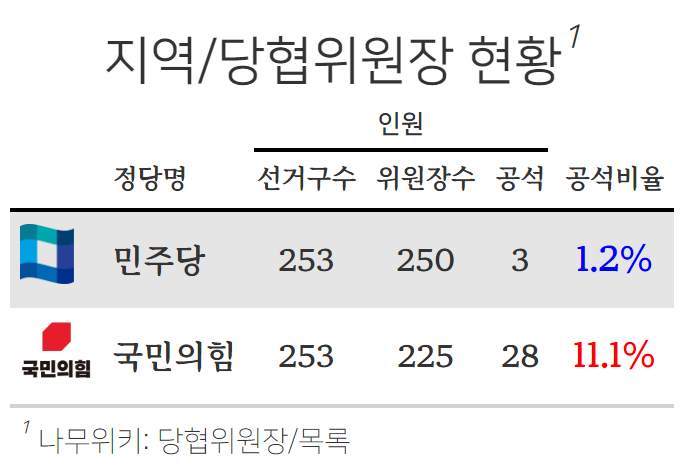 지역/당협위원장 현황1
인원
정당명 선거구수 위원장수 공석 공석비율
민주당 253 250 3 1.2%
국민의힘 국민의힘 253 225 28 11.1%
1 나무위키: 당협위원장/목록